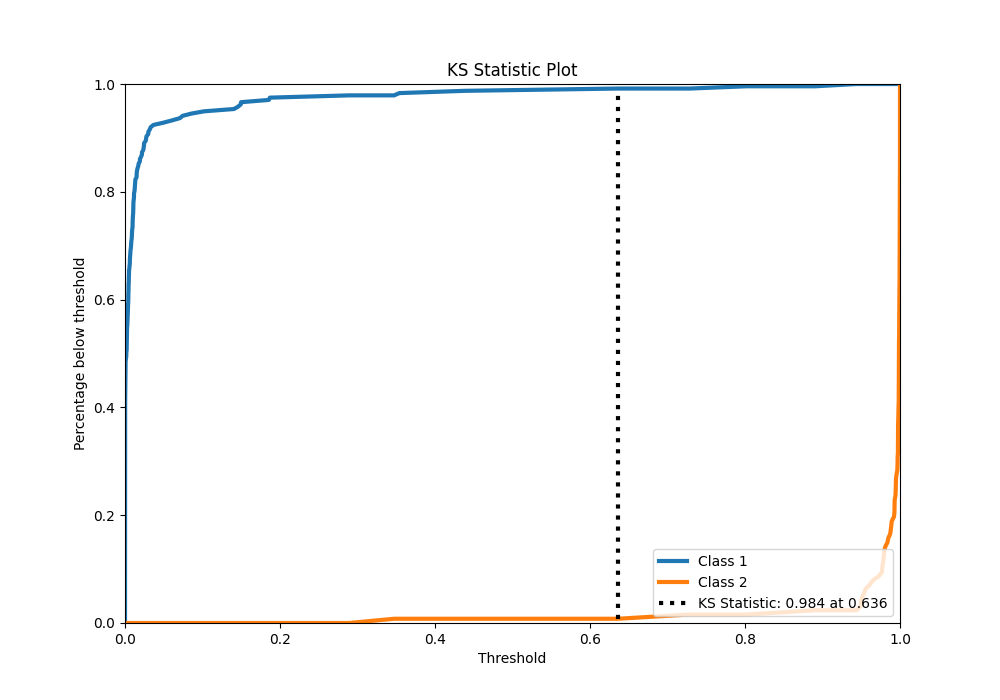 KS Statistic Plot
1.0
0.8
0.6
0.4
0.2
0.0
Percentage below threshold
Class 1
Class 2
KS Statistic: 0.984 at 0.636
0.0 0.2 0.4 0.6 0.8 1.0
Threshold